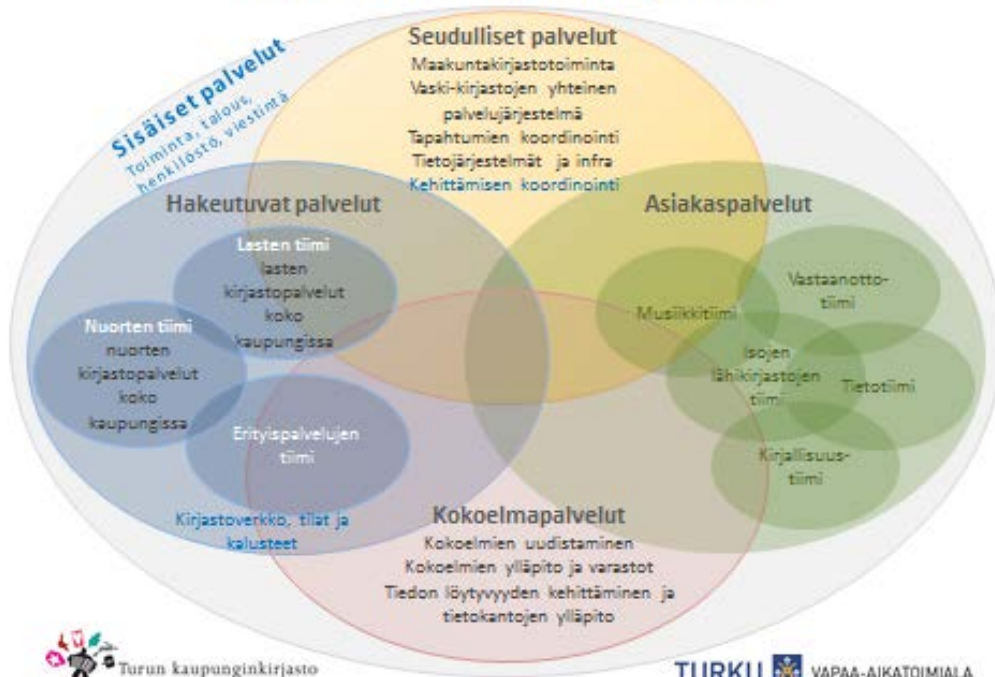 Sisäiset palvelut
Toiminta, talous,
henkilöstö, viestintä
Seudulliset palvelut
Maakuntakirjastotoiminta
Vaski-kirjastojen yhteinen
palvelujärjestelmä
Tapahtumien koordinointi
Tietojärjestelmät ja infra
Kehittämisen koordinointi
Hakeutuvat palvelut
Lasten tiimi
lasten
kirjastopalvelut
koko
kaupungissa
Nuorten tiimi
nuorten
kirjastopalvelut
koko
kaupungissa
Erityispalvelujen
tiimi
Kirjastoverkko, tilat ja
kalusteet
Asiakaspalvelut
Vastaanotto-
tiimi
Musiikkitiimi
Isojen
lähikirjastojen
tiimi
Tietotiimi
Kirjallisuus-
tiimi
Kokoelmapalvelut
Kokoelmien uudistaminen
Kokoelmien ylläpito ja varastot
Tiedon löytyvyyden kehittäminen ja
tietokantojen ylläpito
Turun kaupunginkirjasto
TURKU VAPAA-AIKATOIMIALA